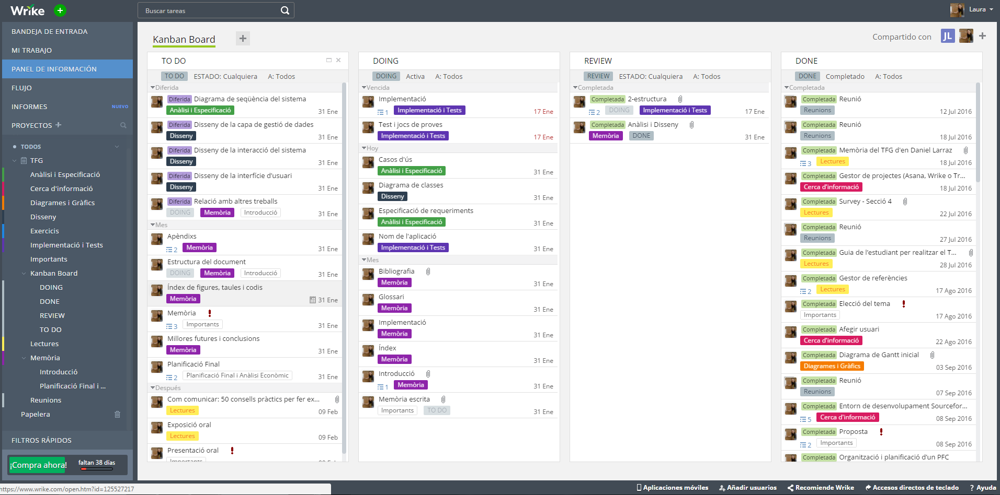 Wrike
Buscar tareas
Laura
BANDEJA DE ENTRADA
MI TRABAJO
PANEL DE INFORMACIÓN
FLUJO
INFORMES NUEVO
PROYECTOS
TODOS
TFG
Anàlisi i Especificació
Cerca d'informació
Diagrames i Gràfics
Disseny
Exercicis
Implementació i Tests
Importants
Kanban Board
DOING
DONE
REVIEW
TO DO
Lectures
Memòria
Introducció
Planificació Final i ...
Reunions
Papelera
FILTROS RÁPIDOS
¡Compra ahora! faltan 38 días
https://www.wrike.com/open.htm?id=125527217
Kanban Board
Compartido con JL
TO DO
TO DO ESTADO: Cualquiera A: Todos
Diferida
Diferida Diagrama de seqüència del sistema
Anàlisi i Especificació 31 Ene
Diferida Disseny de la capa de gestió de dades
Disseny 31 Ene
Diferida Disseny de la interacció del sistema
Disseny 31 Ene
Diferida Disseny de la interfície d'usuari
Disseny 31 Ene
Diferida Relació amb altres treballs
DOING Memòria Introducció 31 Ene
Mes
Apèndixs
2 Memòria 31 Ene
Estructura del document
DOING Memòria Introducció 31 Ene
Índex de figures, taules i codis
Memòria 31 Ene
Memòria
3 Importants 31 Ene
Millores futures i conclusions
Memòria 31 Ene
Planificació Final
2 Planificació Final i Anàlisi Econòmic 31 Ene
Después
Com comunicar: 50 consells pràctics per fer ex...
Lectures 09 Feb
Exposició oral
Lectures 09 Feb
Presentació oral
Importants 09 Feb
DOING
DOING Activa A: Todos
Vencida
Implementació
1 Implementació i Tests 17 Ene
Test i jocs de proves
Implementació i Tests 17 Ene
Hoy
Casos d'ús
Anàlisi i Especificació 31 Ene
Diagrama de classes
Disseny 31 Ene
Especificació de requeriments
Anàlisi i Especificació 31 Ene
Nom de l'aplicació
Implementació i Tests 31 Ene
Mes
Bibliografia
Memòria 31 Ene
Glossari
Memòria 31 Ene
Implementació
Memòria 31 Ene
Índex
Memòria 31 Ene
Introducció
1 Memòria 31 Ene
Memòria escrita
Importants TO DO 31 Ene
REVIEW
REVIEW ESTADO: Cualquiera A: Todos
Completada
Completada 2-estructura
2 DOING Implementació i Tests 17 Ene
Completada Anàlisi i Disseny
Memòria DONE 31 Ene
DONE
DONE Completado A: Todos
Completada
Completada Reunió
Reunions 12 Jul 2016
Completada Reunió
Reunions 18 Jul 2016
Completada Memòria del TFG d'en Daniel Larraz
3 Lectures 18 Jul 2016
Completada Gestor de projectes (Asana, Wrike o Tr...
Cerca d'informació 18 Jul 2016
Completada Survey - Secció 4
Lectures 22 Jul 2016
Completada Reunió
Reunions 27 Jul 2016
Completada Guia de l'estudiant per realitzar el T...
Lectures 28 Jul 2016
Completada Gestor de referències
2 Lectures 17 Ago 2016
Completada Elecció del tema
Importants 17 Ago 2016
Completada Afegir usuari
Cerca d'informació 22 Ago 2016
Completada Diagrama de Gantt inicial
Diagrames i Gràfics 03 Sep 2016
Completada Reunió
Reunions 07 Sep 2016
Completada Entorn de desenvolupament Sourcefor...
5 Cerca d'informació 08 Sep 2016
Completada Proposta
2 Importants 08 Sep 2016
Completada Organització i planificació d'un PFC
Aplicaciones móviles Añadir usuarios Recomiende Wrike Accesos directos de teclado ? Ayuda